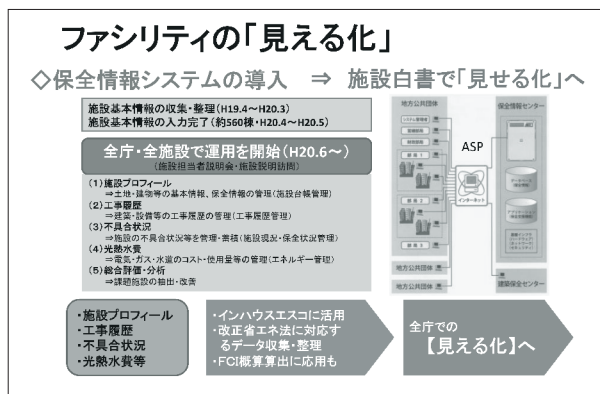 ファシリティの「見える化」
◇保全情報システムの導入 ⇒ 施設白書で「見せる化」へ
施設基本情報の収集・整理(H19.4~H20.3)
施設基本情報の入力完了(約560棟・H20.4~H20.5)
全庁・全施設で運用を開始(H20.6~)
(施設担当者説明会・施設説明訪問)
(1)施設プロフィール
⇒土地・建物等の基本情報、保全情報の管理(施設台帳管理)
(2)工事履歴
⇒建築・設備等の工事履歴の管理(工事履歴管理)
(3)不具合状況
⇒施設の不具合状況等を管理・蓄積(施設現況・保全状況管理)
(4)光熱水費
⇒電気・ガス・水道のコスト・使用量等の管理(エネルギー管理)
(5)総合評価・分析
⇒課題施設の抽出・改善
地方公共団体
システム管理者
ASP
インターネット
地方公共団体
地方公共団体
保全情報センター
建築保全センター
・施設プロフィール
・工事履歴
・不具合状況
・光熱水費等
・インハウスエスコに活用
・改正省エネ法に対応す
るデータ収集・整理
・FCI概算算出に応用も
全庁での
【見える化】へ